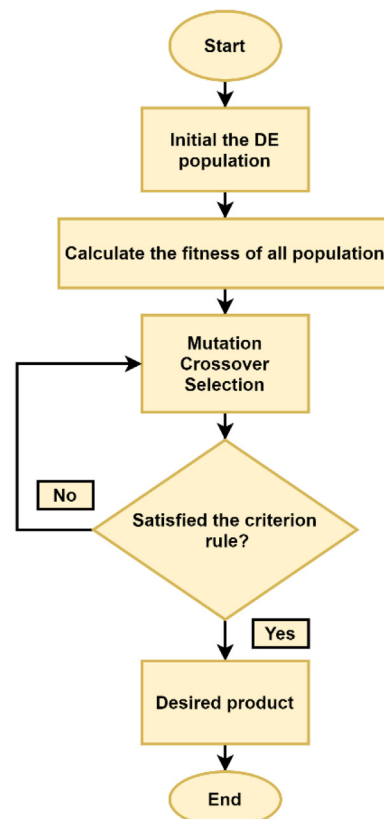 Start
Initial the DE
population
Calculate the fitness of all population
Mutation
Crossover
Selection
No
Satisfied the criterion
rule?
Yes
Desired product
End